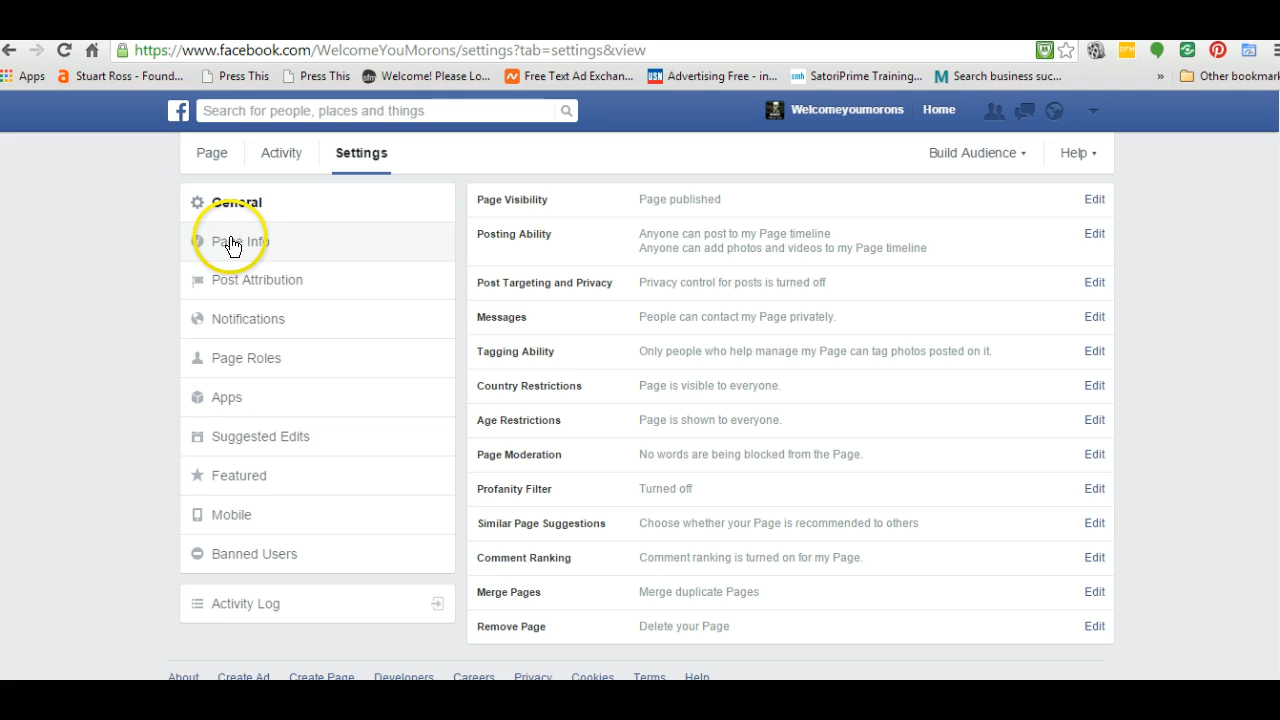 https://www.facebook.com/WelcomeYouMorons/settings?tab=settings&view
Apps Stuart Ross - Found... Press This Press This Welcome! Please Lo... Free Text Ad Exchan... Advertising Free - in... SatoriPrime Training... Search business suc... » Other bookmark
Search for people, places and things Welcomeyoumorons Home
Page Activity Settings Build Audience Help
General
Page Info
Post Attribution
Notifications
Page Roles
Apps
Suggested Edits
Featured
Mobile
Banned Users
Activity Log
Page Visibility Page published Edit
Posting Ability Anyone can post to my Page timeline Edit
Anyone can add photos and videos to my Page timeline
Post Targeting and Privacy Privacy control for posts is turned off Edit
Messages People can contact my Page privately. Edit
Tagging Ability Only people who help manage my Page can tag photos posted on it. Edit
Country Restrictions Page is visible to everyone. Edit
Age Restrictions Page is shown to everyone. Edit
Page Moderation No words are being blocked from the Page. Edit
Profanity Filter Turned off Edit
Similar Page Suggestions Choose whether your Page is recommended to others Edit
Comment Ranking Comment ranking is turned on for my Page. Edit
Merge Pages Merge duplicate Pages Edit
Remove Page Delete your Page Edit
About Create Ad Create Page Developers Careers Privacy Cookies Terms Help